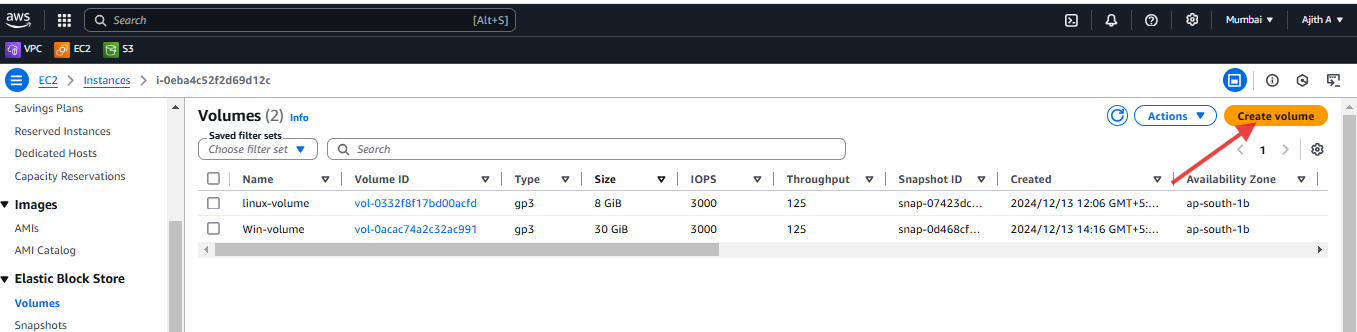 aws Search [Alt+S] Mumbai Ajith A
VPC EC2 S3
EC2 Instances i-0eba4c52f2d69d12c
Savings Plans
Reserved Instances
Dedicated Hosts
Capacity Reservations
Images
AMIs
AMI Catalog
Elastic Block Store
Volumes
Snapshots
Volumes (2) Info
Actions
Create volume
Saved filter sets
Choose filter set
Search
1
Name Volume ID Type Size IOPS Throughput Snapshot ID Created Availability Zone
linux-volume vol-0332f8f17bd00acfd gp3 8 GiB 3000 125 snap-07423dc... 2024/12/13 12:06 GMT+5:... ap-south-1b
Win-volume vol-0acac74a2c32ac991 gp3 30 GiB 3000 125 snap-0d468cf... 2024/12/13 14:16 GMT+5:... ap-south-1b